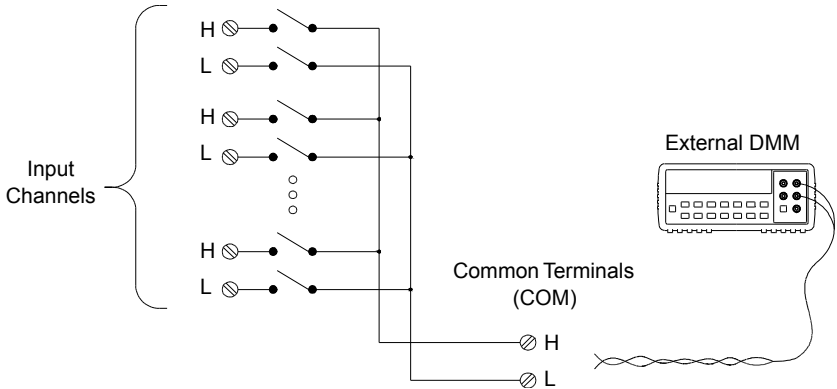 H
L
H
L
Input
Channels
H
L
External DMM
Common Terminals
(COM)
H
L